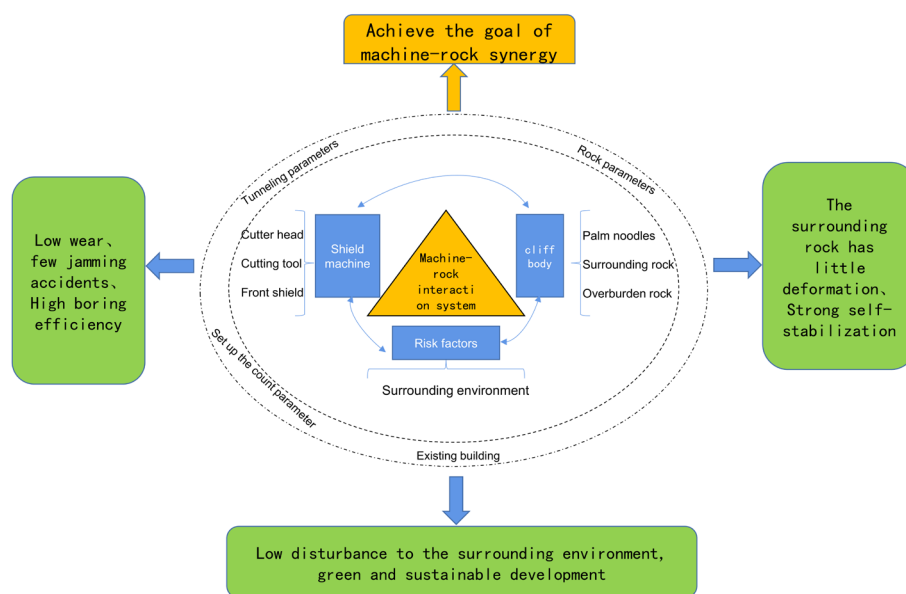 Achieve the goal of
machine-rock synergy
Tunneling parameters
Rock parameters
Low wear、
few jamming
accidents、
High boring
efficiency
Cutter head
Cutting tool
Front shield
Shield
machine
Machine-
rock
interacti
on system
cliff
body
Palm noodles
Surrounding rock
Overburden rock
The
surrounding
rock has
little
deformation、
Strong self-
stabilization
Risk factors
Surrounding environment
Set up the count parameter
Existing building
Low disturbance to the surrounding environment,
green and sustainable development